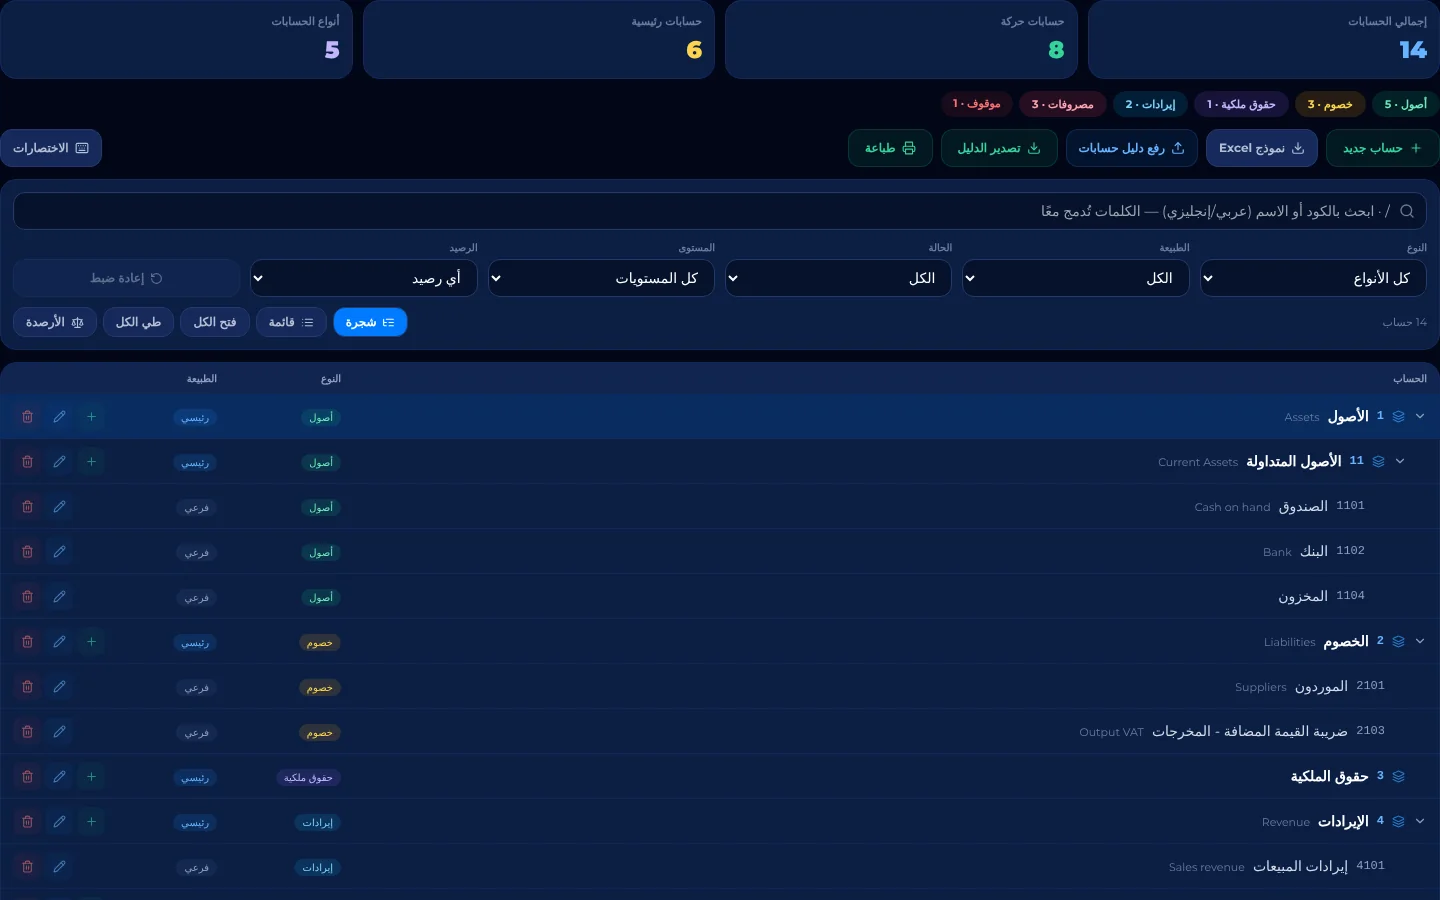 إجمالي الحسابات
14
حسابات حركة
8
حسابات رئيسية
6
أنواع الحسابات
5
أصول · 5
خصوم · 3
حقوق ملكية · 1
إيرادات · 2
مصروفات · 3
موقوف · 1
حساب جديد
نموذج Excel
رفع دليل حسابات
تصدير الدليل
طباعة
الاختصارات
/ · ابحث بالكود أو الاسم (عربي/إنجليزي) — الكلمات تُدمج معًا
النوع
كل الأنواع
الطبيعة
الكل
الحالة
الكل
المستوى
كل المستويات
الرصيد
أي رصيد
إعادة ضبط
14 حساب
شجرة
قائمة
فتح الكل
طي الكل
الأرصدة
الحساب النوع الطبيعة
1 الأصول Assets أصول رئيسي
11 الأصول المتداولة Current Assets أصول رئيسي
1101 الصندوق Cash on hand أصول فرعي
1102 البنك Bank أصول فرعي
1104 المخزون أصول فرعي
2 الخصوم Liabilities خصوم رئيسي
2101 الموردون Suppliers خصوم فرعي
2103 ضريبة القيمة المضافة - المخرجات Output VAT خصوم فرعي
3 حقوق الملكية حقوق ملكية رئيسي
4 الإيرادات Revenue إيرادات رئيسي
4101 إيرادات المبيعات Sales revenue إيرادات فرعي